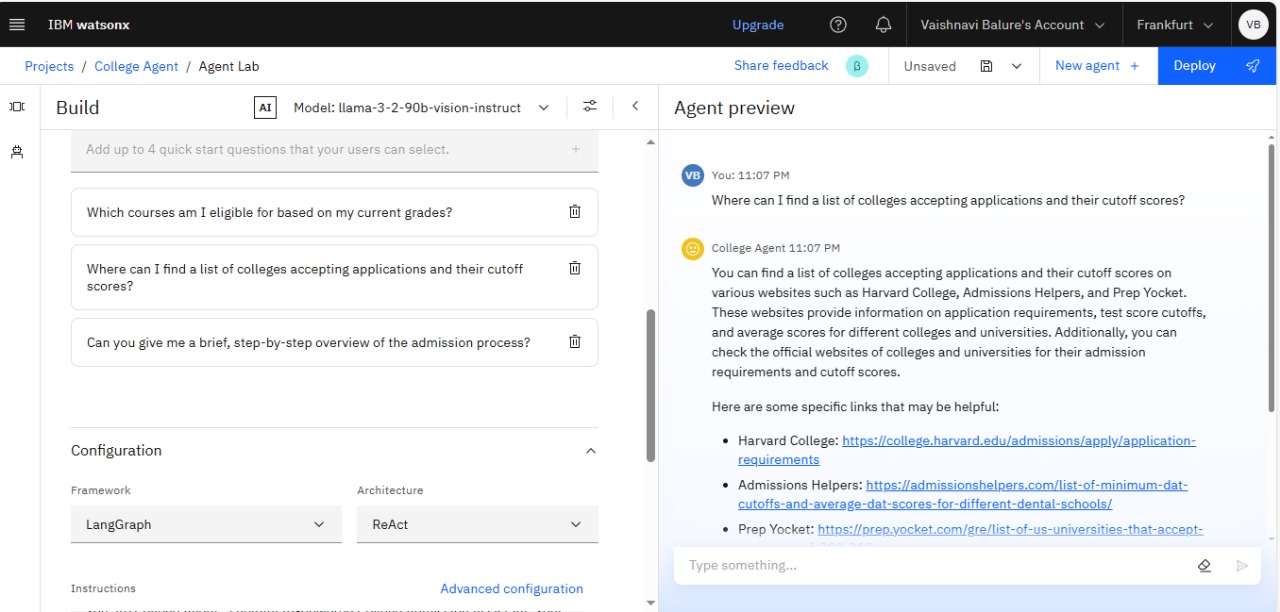 IBM watsonx
Upgrade
Vaishnavi Balure's Account
Frankfurt
VB
Projects / College Agent / Agent Lab
Share feedback
β
Unsaved
New agent +
Deploy
Build
AI
Model: llama-3-2-90b-vision-instruct
Add up to 4 quick start questions that your users can select.
Which courses am I eligible for based on my current grades?
Where can I find a list of colleges accepting applications and their cutoff
scores?
Can you give me a brief, step-by-step overview of the admission process?
Configuration
Framework
Architecture
LangGraph
ReAct
Instructions
Advanced configuration
Agent preview
VB
You: 11:07 PM
Where can I find a list of colleges accepting applications and their cutoff scores?
College Agent 11:07 PM
You can find a list of colleges accepting applications and their cutoff scores on
various websites such as Harvard College, Admissions Helpers, and Prep Yocket.
These websites provide information on application requirements, test score cutoffs,
and average scores for different colleges and universities. Additionally, you can
check the official websites of colleges and universities for their admission
requirements and cutoff scores.
Here are some specific links that may be helpful:
• Harvard College: https://college.harvard.edu/admissions/apply/application-
requirements
• Admissions Helpers: https://admissionshelpers.com/list-of-minimum-dat-
cutoffs-and-average-dat-scores-for-different-dental-schools/
• Prep Yocket: https://prep.yocket.com/gre/list-of-us-universities-that-accept-
Type something...